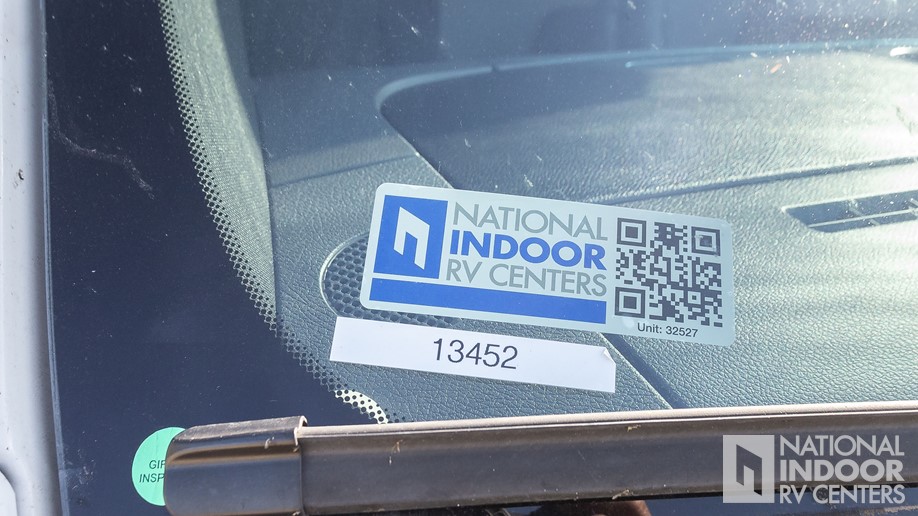 NATIONAL
INDOOR
RV CENTERS
Unit: 32527
13452
NATIONAL
INDOOR
RV CENTERS